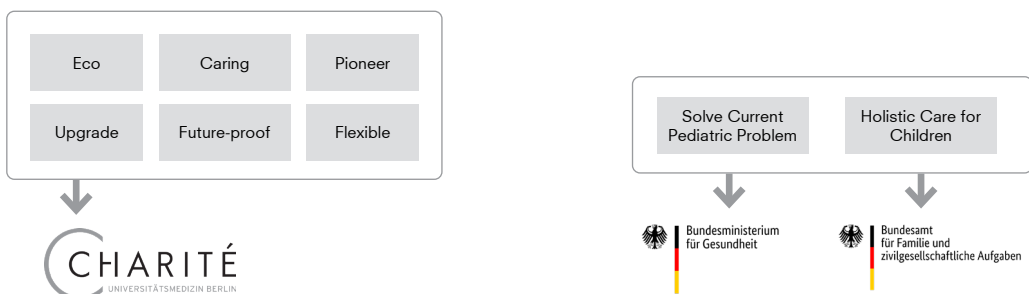 Eco
Caring
Pioneer
Upgrade
Future-proof
Flexible
CHARITÉ
UNIVERSITÄTSMEDIZIN BERLIN
Solve Current
Pediatric Problem
Holistic Care for
Children
Bundesministerium
für Gesundheit
Bundesamt
für Familie und
zivilgesellschaftliche Aufgaben